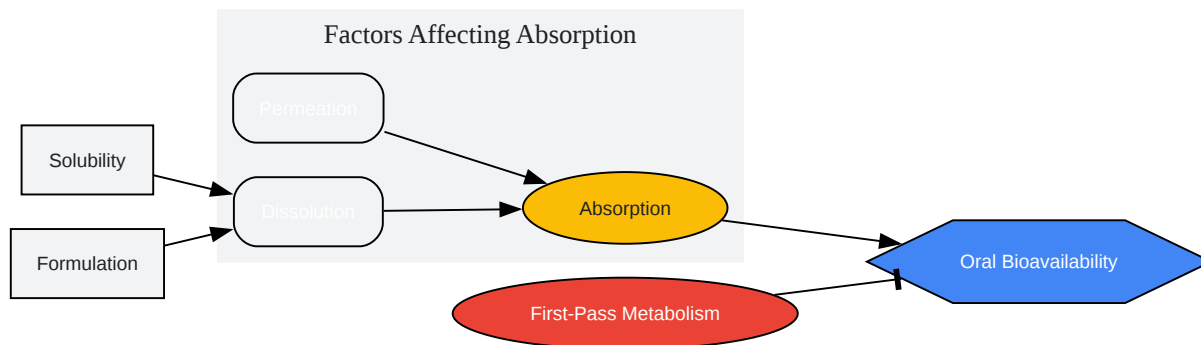 Factors Affecting Absorption
Permeation
Solubility
Dissolution
Absorption
Formulation
Oral Bioavailability
First-Pass Metabolism